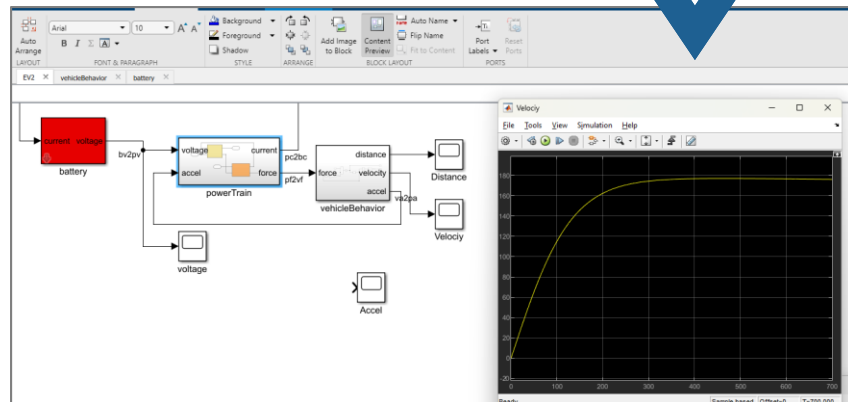 Auto Arrange
Arial 10 A A
B I Σ A
Background
Foreground
Shadow
Add Image to Block
Content Preview
Auto Name
Flip Name
Fit to Content
Port Labels
Reset Ports
LAYOUT FONT & PARAGRAPH STYLE ARRANGE BLOCK LAYOUT PORTS
EV2 vehicleBehavior battery
current voltage
battery
bv2pv
voltage current
accel force
powerTrain
pc2bc
pf2vf
force distance
velocity
accel
vehicleBehavior
va2pa
Distance
Velociy
voltage
Accel
Velociy
File Tools View Simulation Help
180
160
140
120
100
80
60
40
20
0
-20
0 100 200 300 400 500 600 700
Ready Sample based Offset=0 T=700.000